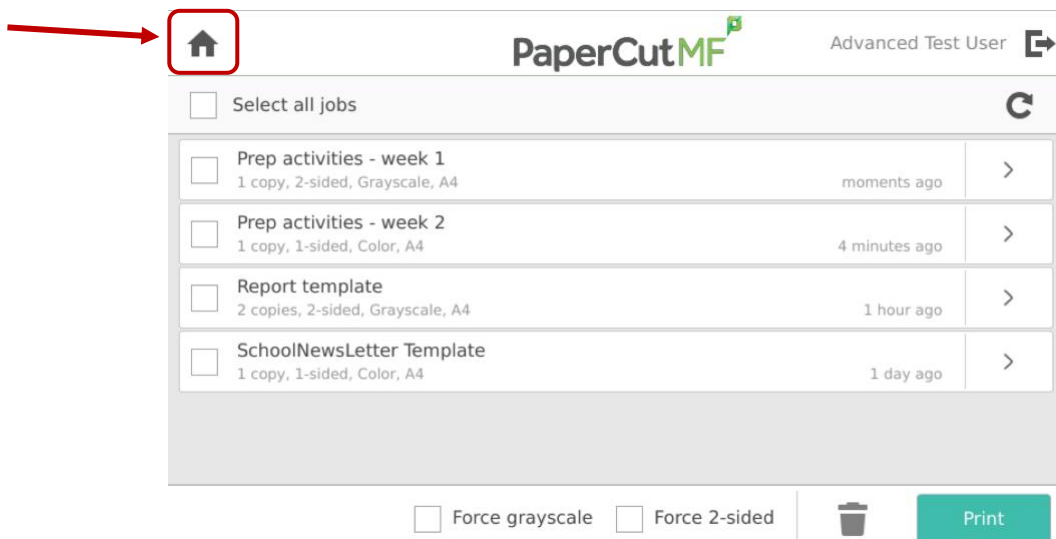 PaperCutMF
Advanced Test User
Select all jobs
Prep activities - week 1
1 copy, 2-sided, Grayscale, A4
moments ago
Prep activities - week 2
1 copy, 1-sided, Color, A4
4 minutes ago
Report template
2 copies, 2-sided, Grayscale, A4
1 hour ago
SchoolNewsLetter Template
1 copy, 1-sided, Color, A4
1 day ago
Force grayscale
Force 2-sided
Print